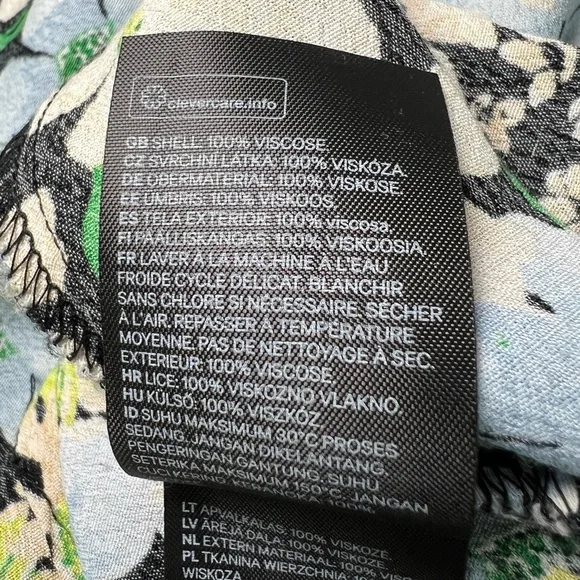 clevercare.info
GB SHELL: 100% VISCOSE.
CZ SVRCHNÍ LÁTKA: 100% VISKÓZA.
DE OBERMATERIAL: 100% VISKOSE.
EE ÜMBRIS: 100% VISKOOS.
ES TELA EXTERIOR: 100% viscosa
FI PÄÄLLISKANGAS: 100% VISKOOSIA.
FR LAVER À LA MACHINE À L'EAU
FROIDE CYCLE DÉLICAT. BLANCHIR
SANS CHLORE SI NÉCESSAIRE. SÉCHER
À L'AIR. REPASSER À TEMPÉRATURE
MOYENNE. PAS DE NETTOYAGE À SEC.
EXTÉRIEUR: 100% VISCOSE.
HR LICE: 100% VISKOZNO VLAKNO.
HU KÜLSŐ: 100% VISZKÓZ
ID SUHU MAKSIMUM 30°C PROSES
SEDANG. JANGAN DIKELANTANG.
PENGERINGAN GANTUNG. SUHU
SETERIKA MAKSIMUM 150°C. JANGAN
100%
LT APVALKALAS: 100% VISKOZĖ
LV ĀRĒJĀ DAĻA: 100% VISKOZE
NL EXTERN MATERIAL: 100% VISCOSE
PL TKANINA WIERZCHNIA: 100%
WISKOZA